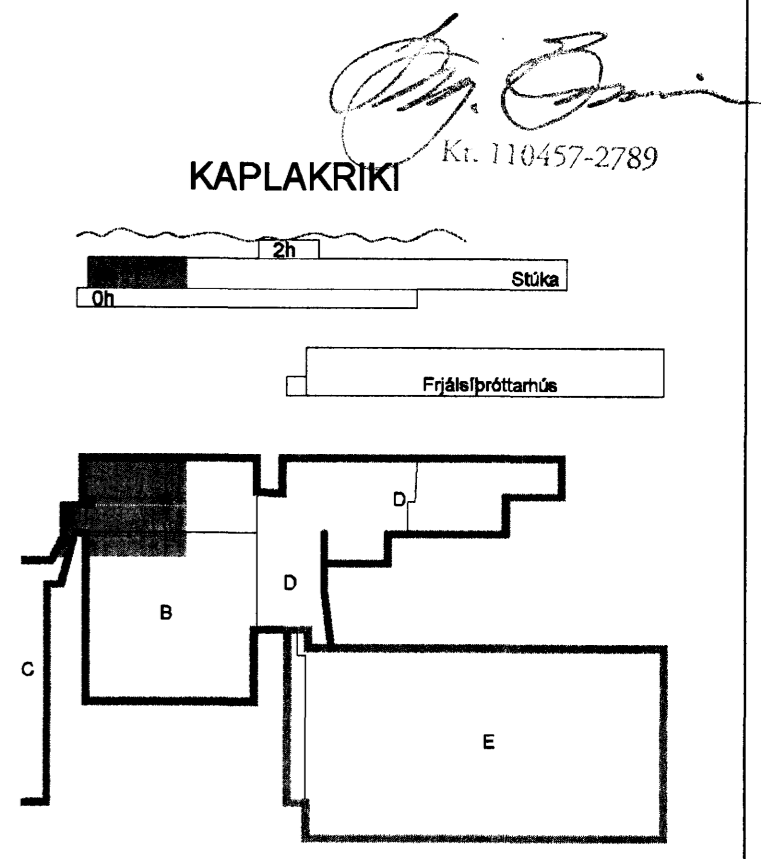 Kt. 110457-2789
KAPLAKRIKI
2h
Stúka
0h
Frjálsíþróttarhús
D
D
B
C
E